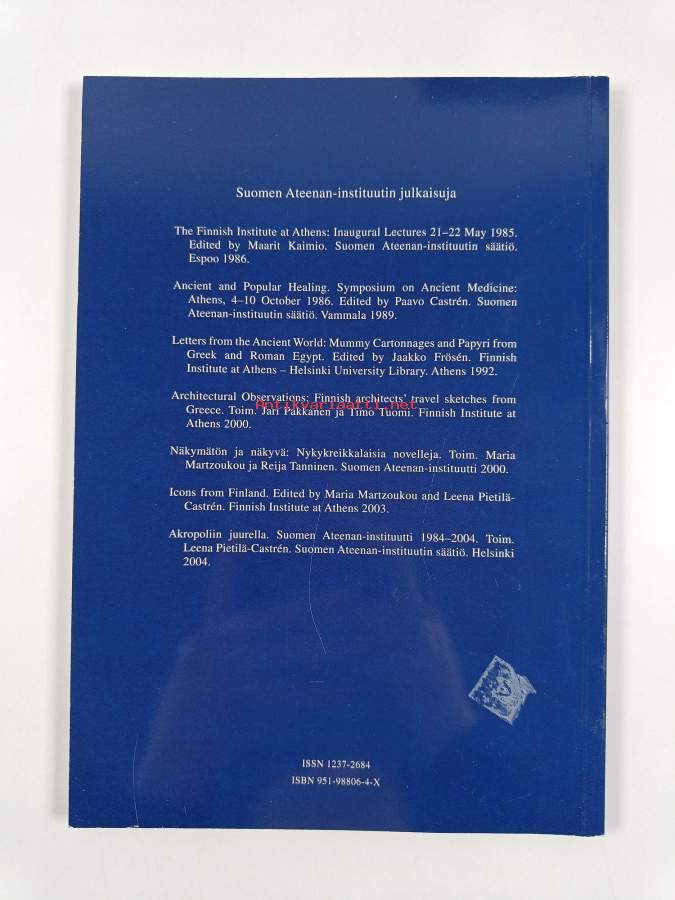 Suomen Ateenan-instituutin julkaisuja
The Finnish Institute at Athens: Inaugural Lectures 21–22 May 1985.
Edited by Maarit Kaimio. Suomen Ateenan-instituutin säätiö.
Espoo 1986.
Ancient and Popular Healing. Symposium on Ancient Medicine:
Athens, 4–10 October 1986. Edited by Paavo Castrén. Suomen
Ateenan-instituutin säätiö. Vammala 1989.
Letters from the Ancient World: Mummy Cartonnages and Papyri from
Greek and Roman Egypt. Edited by Jaakko Frösén. Finnish
Institute at Athens – Helsinki University Library. Athens 1992.
Architectural Observations: Finnish architects' travel sketches from
Antikvariaatti.net
Greece. Toim. Jari Pakkanen ja Timo Tuomi. Finnish Institute at
Athens 2000.
Näkymätön ja näkyvä: Nykykreikkalaisia novelleja. Toim. Maria
Martzoukou ja Reija Tanninen. Suomen Ateenan-instituutti 2000.
Icons from Finland. Edited by Maria Martzoukou and Leena Pietilä-
Castrén. Finnish Institute at Athens 2003.
Akropoliin juurella. Suomen Ateenan-instituutti 1984–2004. Toim.
Leena Pietilä-Castrén. Suomen Ateenan-instituutin säätiö. Helsinki
2004.
ISSN 1237-2684
ISBN 951-98806-4-X